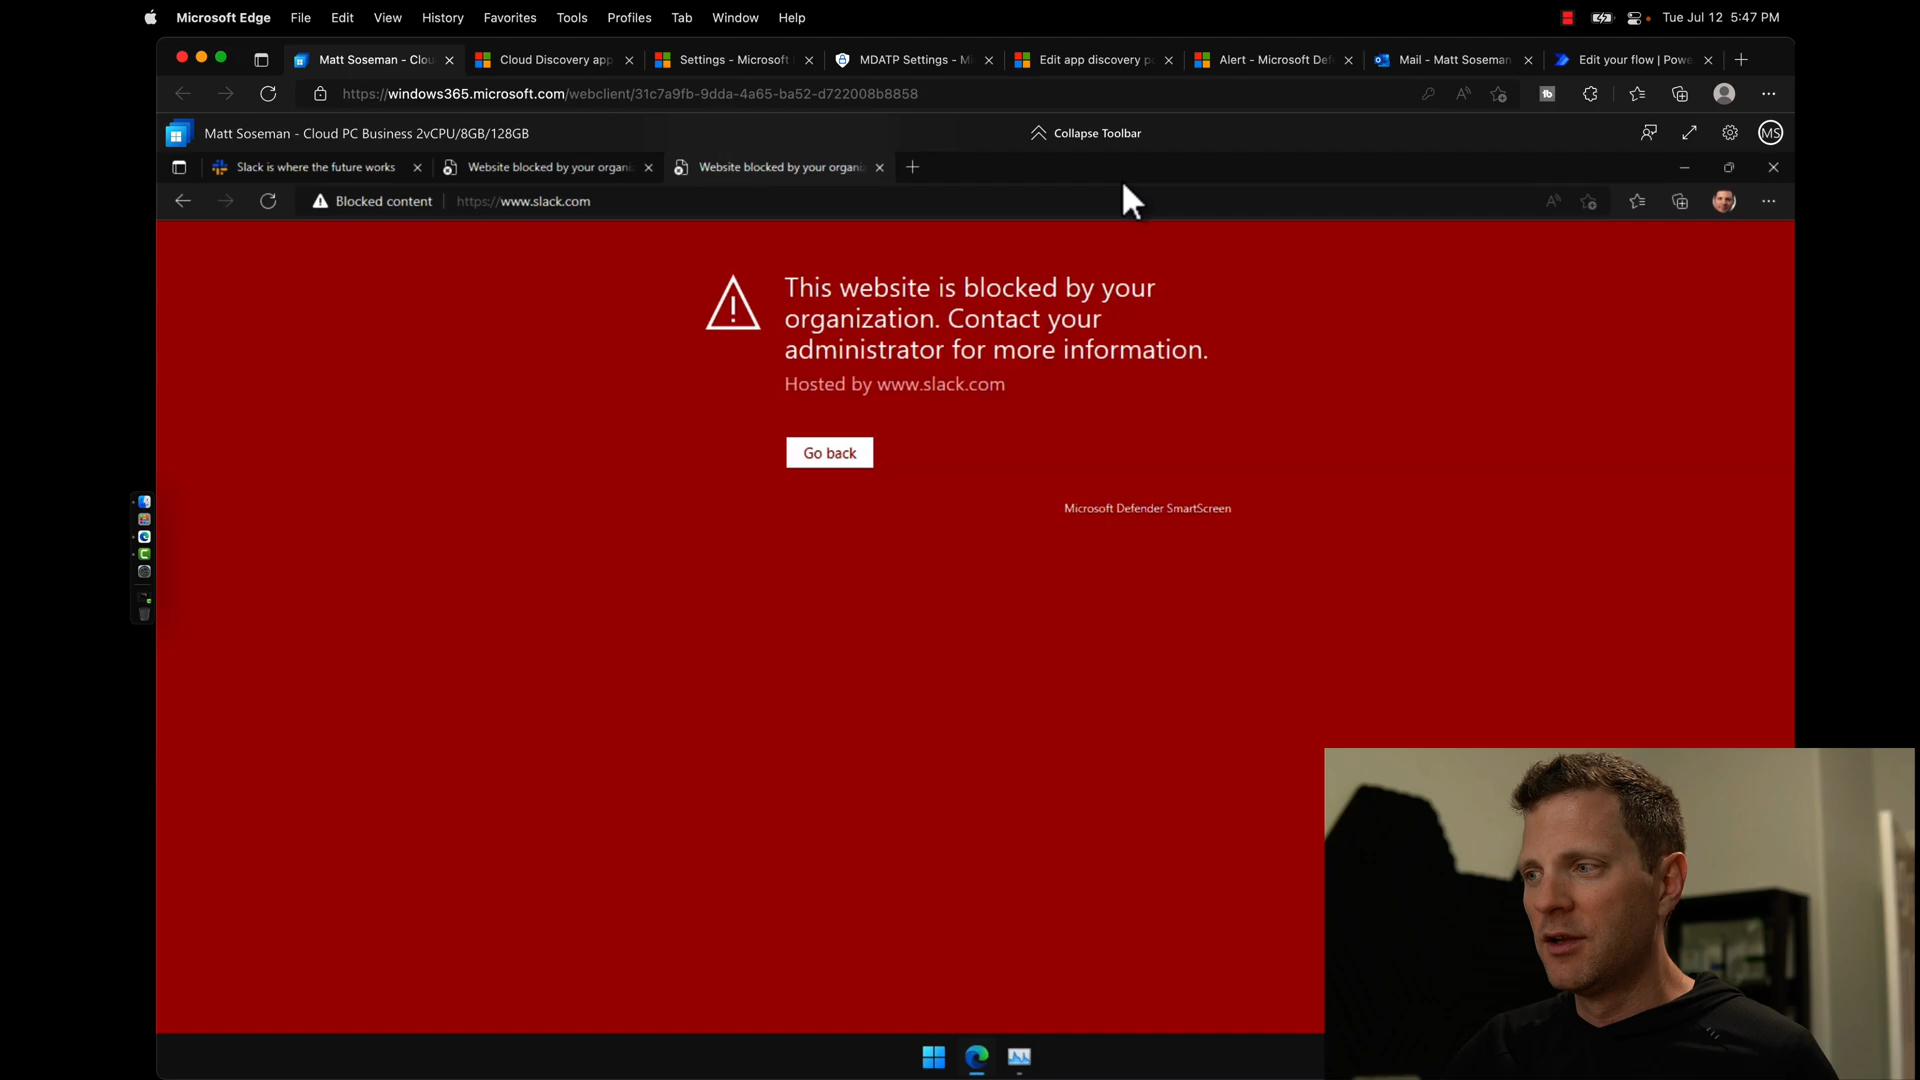 Microsoft Edge File Edit View History Favorites Tools Profiles Tab Window Help Tue Jul 12 5:47 PM
Matt Soseman - Clou Cloud Discovery app Settings - Microsoft MDATP Settings - Mi Edit app discovery p Alert - Microsoft Def Mail - Matt Soseman Edit your flow | Powe
https://windows365.microsoft.com/webclient/31c7a9fb-9dda-4a65-ba52-d722008b8858
Matt Soseman - Cloud PC Business 2vCPU/8GB/128GB Collapse Toolbar MS
Slack is where the future works Website blocked by your organi Website blocked by your organi
Blocked content https://www.slack.com
This website is blocked by your
organization. Contact your
administrator for more information.
Hosted by www.slack.com
Go back
Microsoft Defender SmartScreen